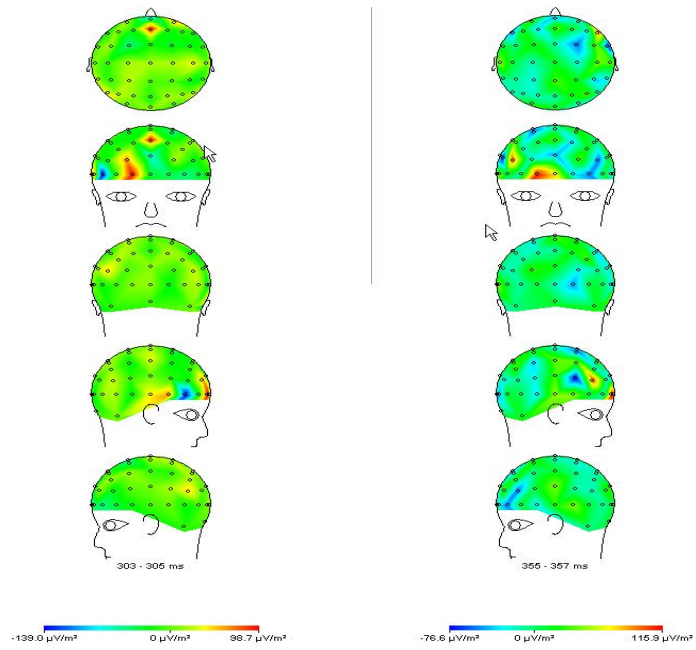 303 - 305 ms
355 - 357 ms
-139.0 µV/m² 0 µV/m² 98.7 µV/m²
-76.6 µV/m² 0 µV/m² 115.9 µV/m²